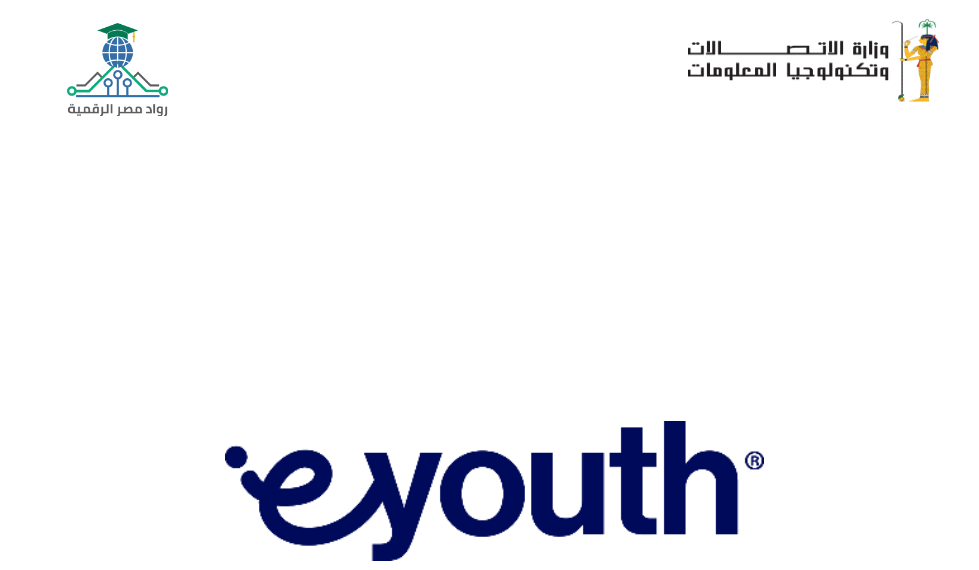 وزارة الاتصالات
وتكنولوجيا المعلومات
رواد مصر الرقمية
eyouth®